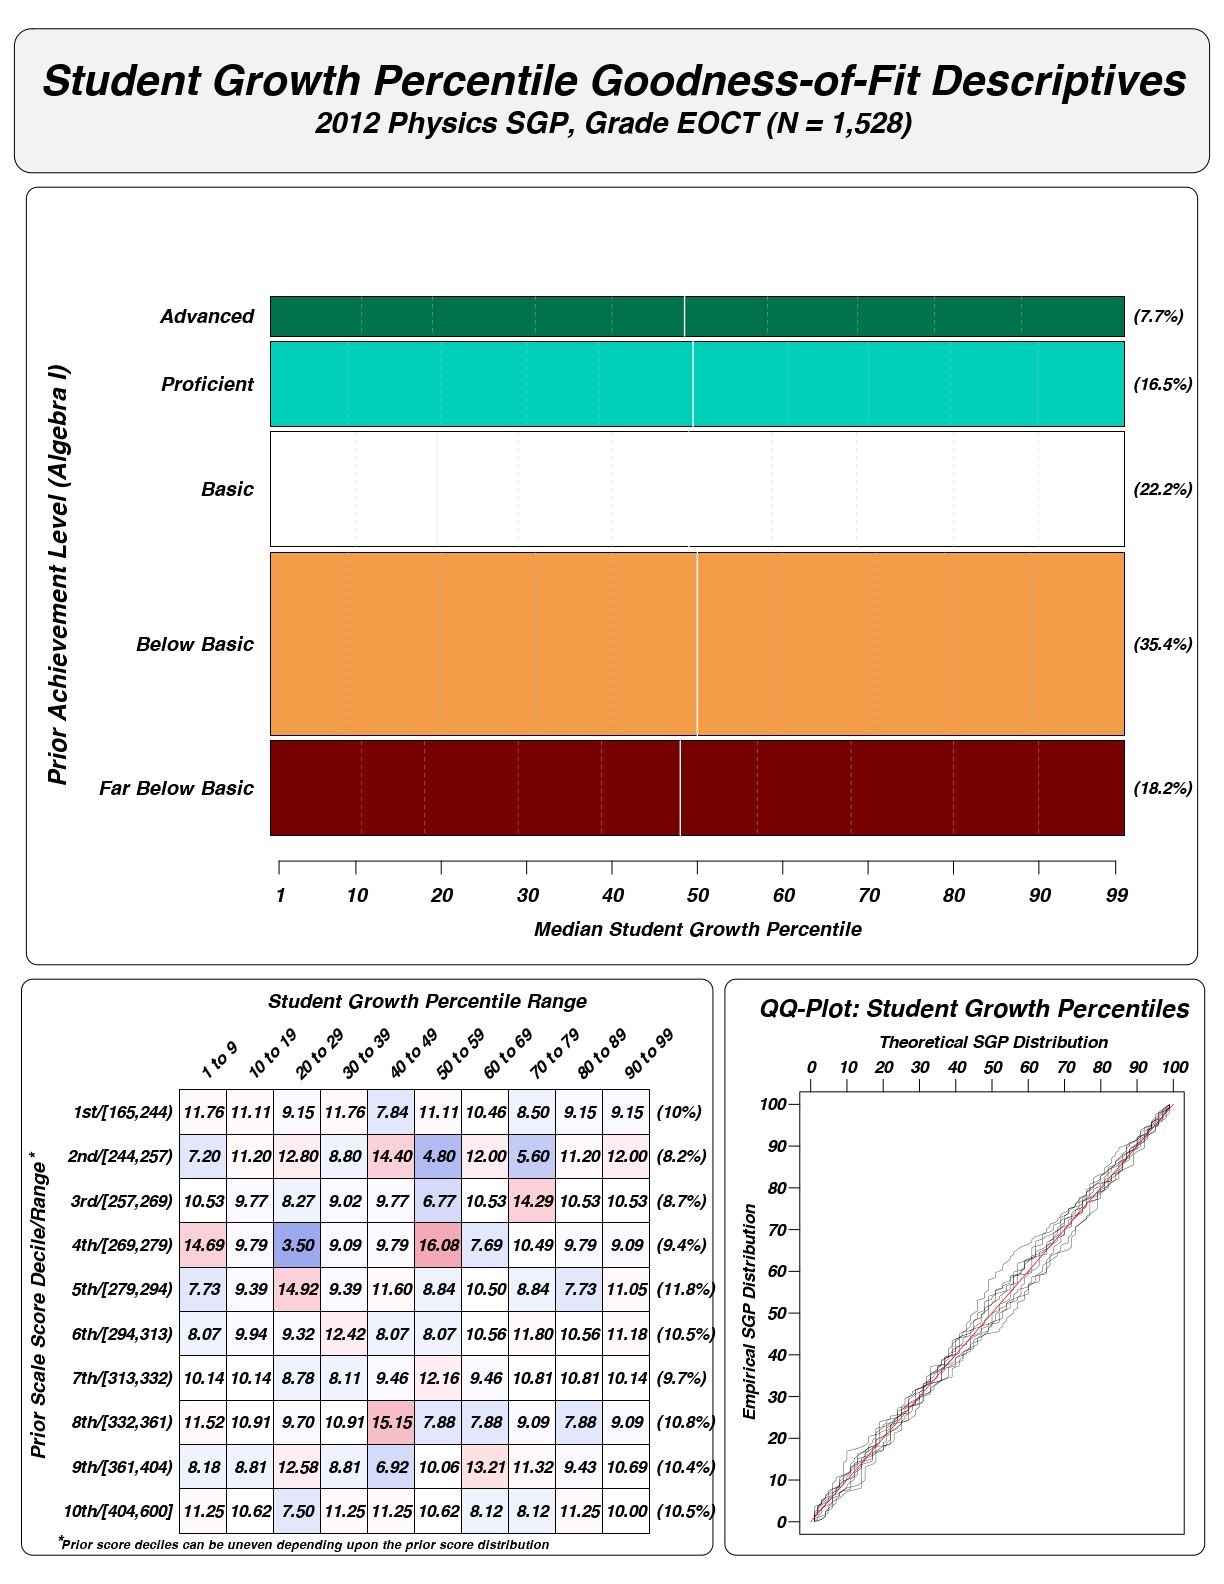 Student Growth Percentile Goodness-of-Fit Descriptives
2012 Physics SGP, Grade EOCT (N = 1,528)
Prior Achievement Level (Algebra I)
Advanced (7.7%)
Proficient (16.5%)
Basic (22.2%)
Below Basic (35.4%)
Far Below Basic (18.2%)
1 10 20 30 40 50 60 70 80 90 99
Median Student Growth Percentile
Student Growth Percentile Range
1 to 9 10 to 19 20 to 29 30 to 39 40 to 49 50 to 59 60 to 69 70 to 79 80 to 89 90 to 99
Prior Scale Score Decile/Range*
1st/[165,244) 11.76 11.11 9.15 11.76 7.84 11.11 10.46 8.50 9.15 9.15 (10%)
2nd/[244,257) 7.20 11.20 12.80 8.80 14.40 4.80 12.00 5.60 11.20 12.00 (8.2%)
3rd/[257,269) 10.53 9.77 8.27 9.02 9.77 6.77 10.53 14.29 10.53 10.53 (8.7%)
4th/[269,279) 14.69 9.79 3.50 9.09 9.79 16.08 7.69 10.49 9.79 9.09 (9.4%)
5th/[279,294) 7.73 9.39 14.92 9.39 11.60 8.84 10.50 8.84 7.73 11.05 (11.8%)
6th/[294,313) 8.07 9.94 9.32 12.42 8.07 8.07 10.56 11.80 10.56 11.18 (10.5%)
7th/[313,332) 10.14 10.14 8.78 8.11 9.46 12.16 9.46 10.81 10.81 10.14 (9.7%)
8th/[332,361) 11.52 10.91 9.70 10.91 15.15 7.88 7.88 9.09 7.88 9.09 (10.8%)
9th/[361,404) 8.18 8.81 12.58 8.81 6.92 10.06 13.21 11.32 9.43 10.69 (10.4%)
10th/[404,600] 11.25 10.62 7.50 11.25 11.25 10.62 8.12 8.12 11.25 10.00 (10.5%)
*Prior score deciles can be uneven depending upon the prior score distribution
QQ-Plot: Student Growth Percentiles
Theoretical SGP Distribution
0 10 20 30 40 50 60 70 80 90 100
Empirical SGP Distribution
100
90
80
70
60
50
40
30
20
10
0